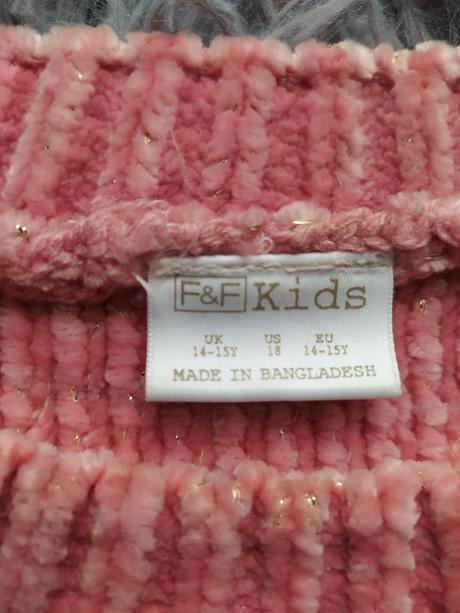 F&F Kids
UK US EU
14-15Y 18 14-15Y
MADE IN BANGLADESH